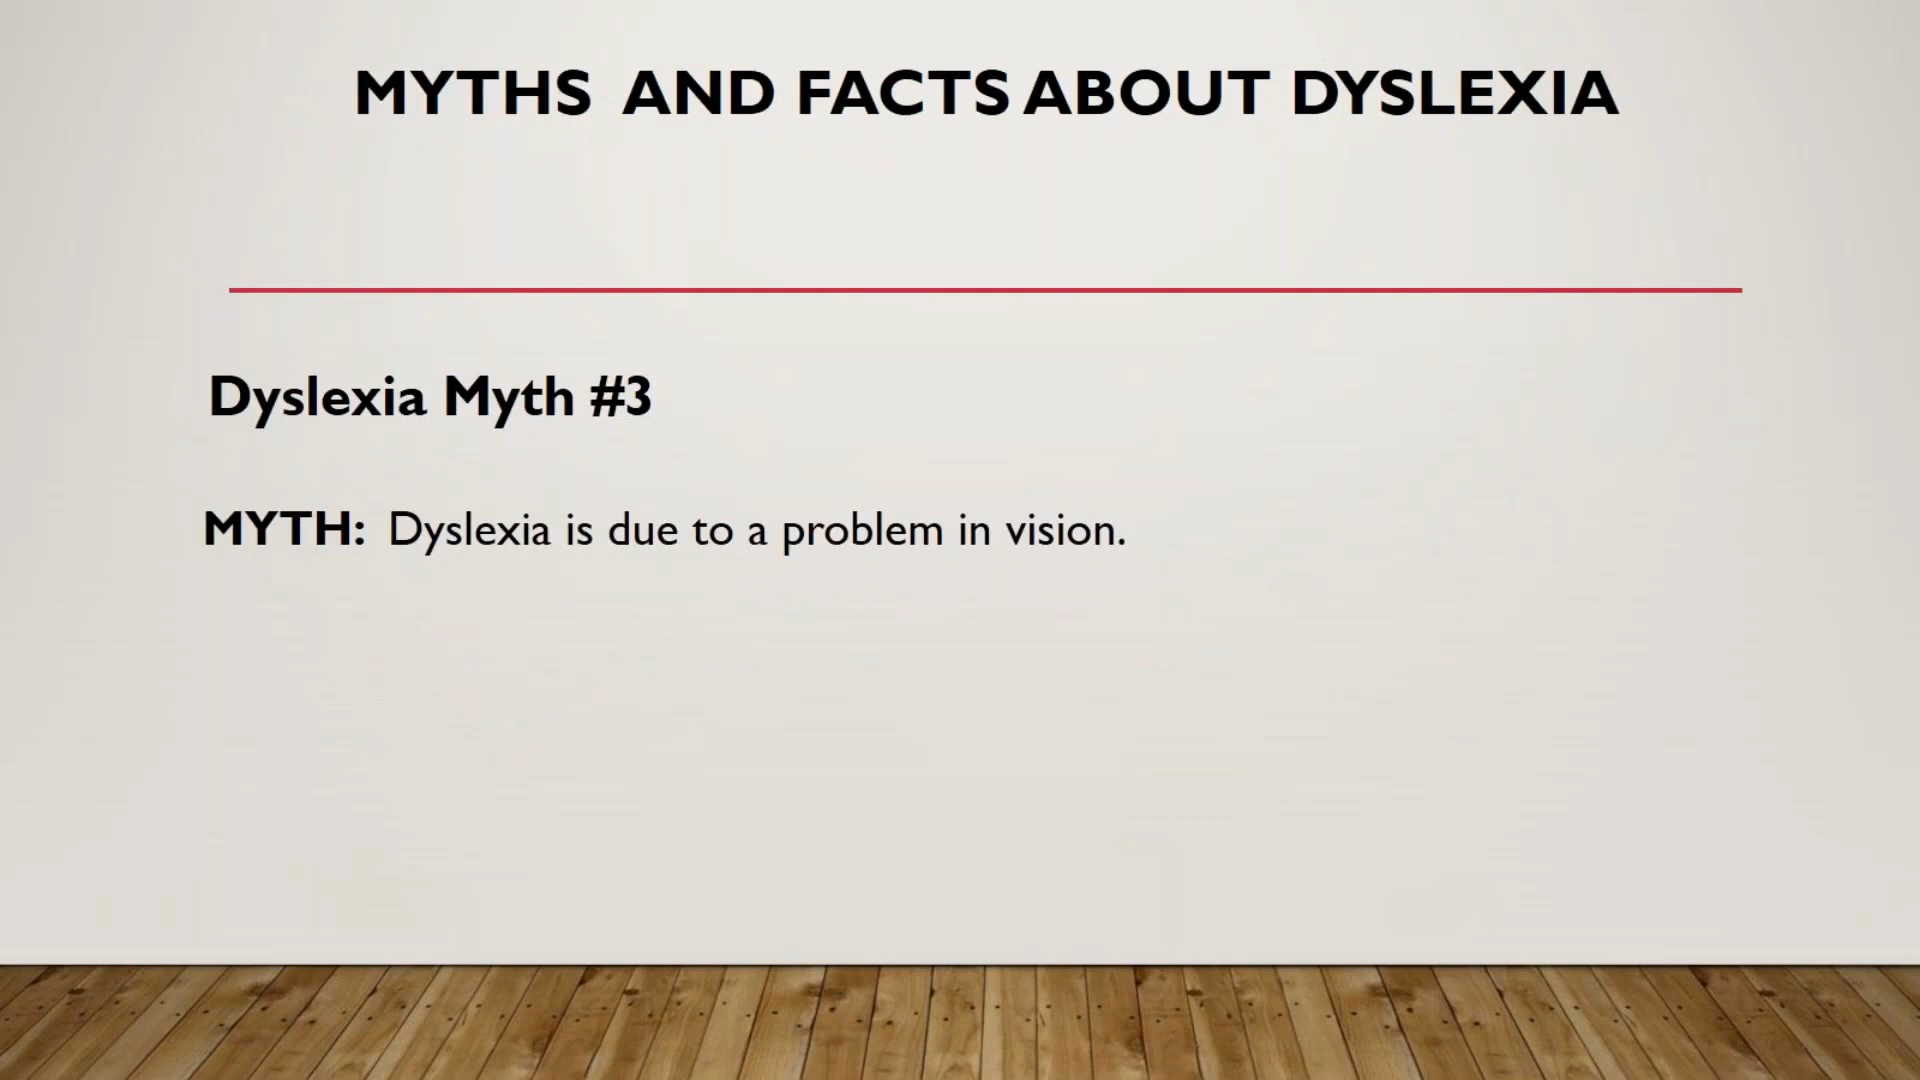 MYTHS AND FACTS ABOUT DYSLEXIA
Dyslexia Myth #3
MYTH: Dyslexia is due to a problem in vision.